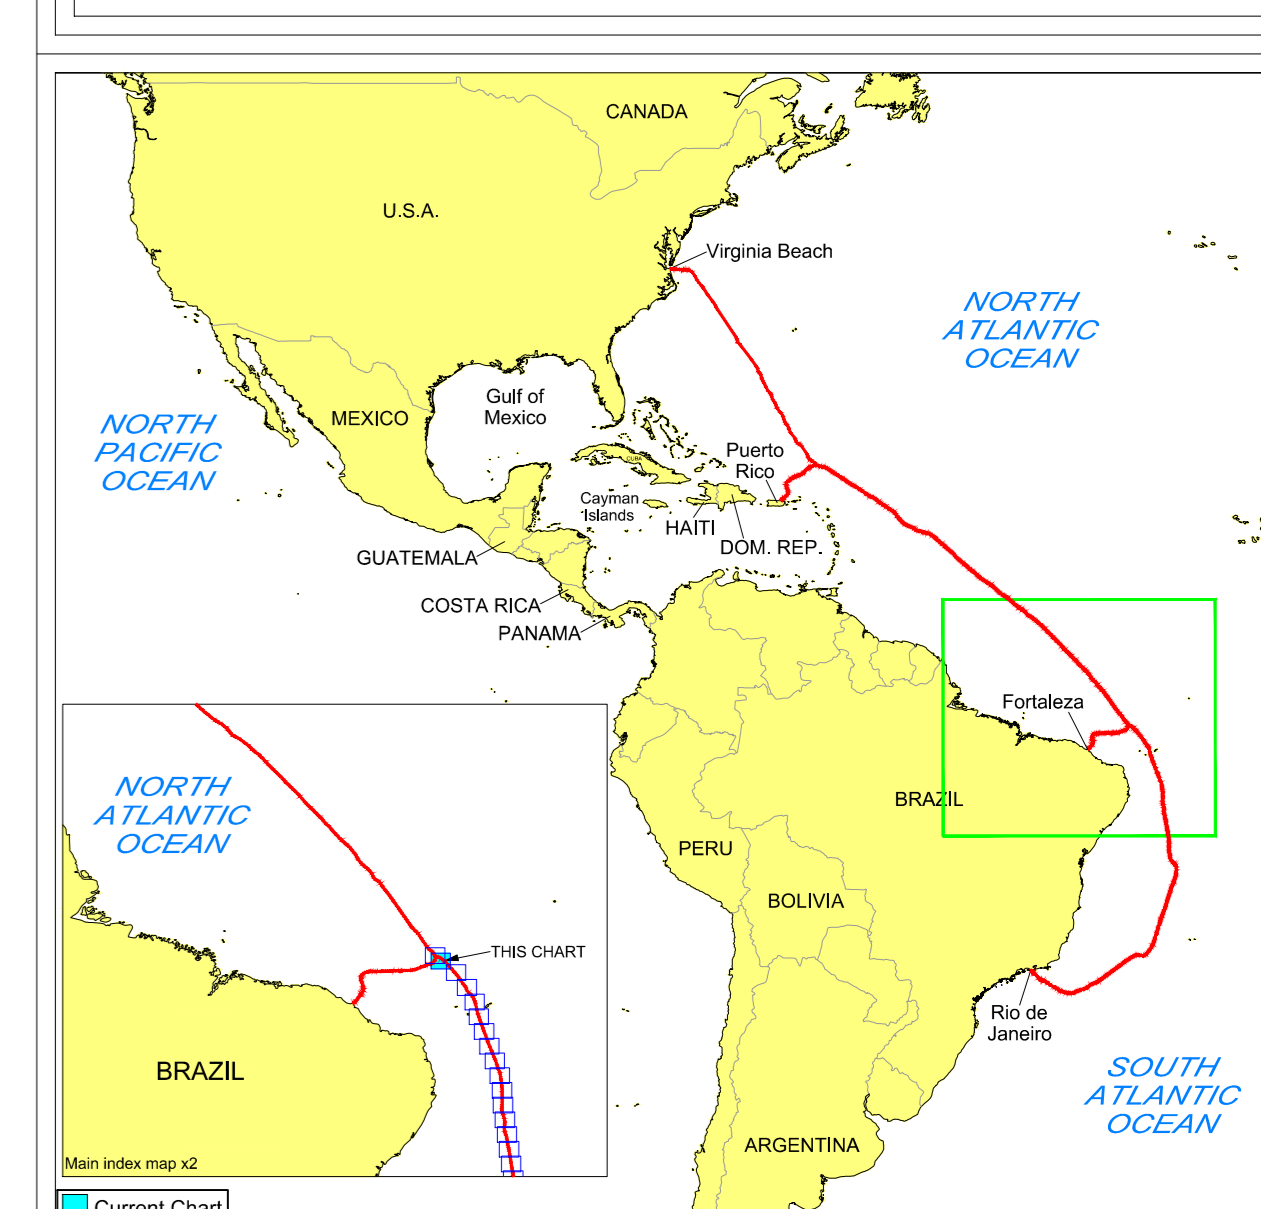 CANADA
U.S.A.
Virginia Beach
NORTH
ATLANTIC
OCEAN
NORTH
PACIFIC
OCEAN
MEXICO
Gulf of
Mexico
CUBA
Puerto
Rico
Cayman
Islands
HAITI
DOM. REP.
GUATEMALA
COSTA RICA
PANAMA
Fortaleza
BRAZIL
PERU
BOLIVIA
Rio de
Janeiro
SOUTH
ATLANTIC
OCEAN
ARGENTINA
NORTH
ATLANTIC
OCEAN
THIS CHART
BRAZIL
Main index map x2
Current Chart